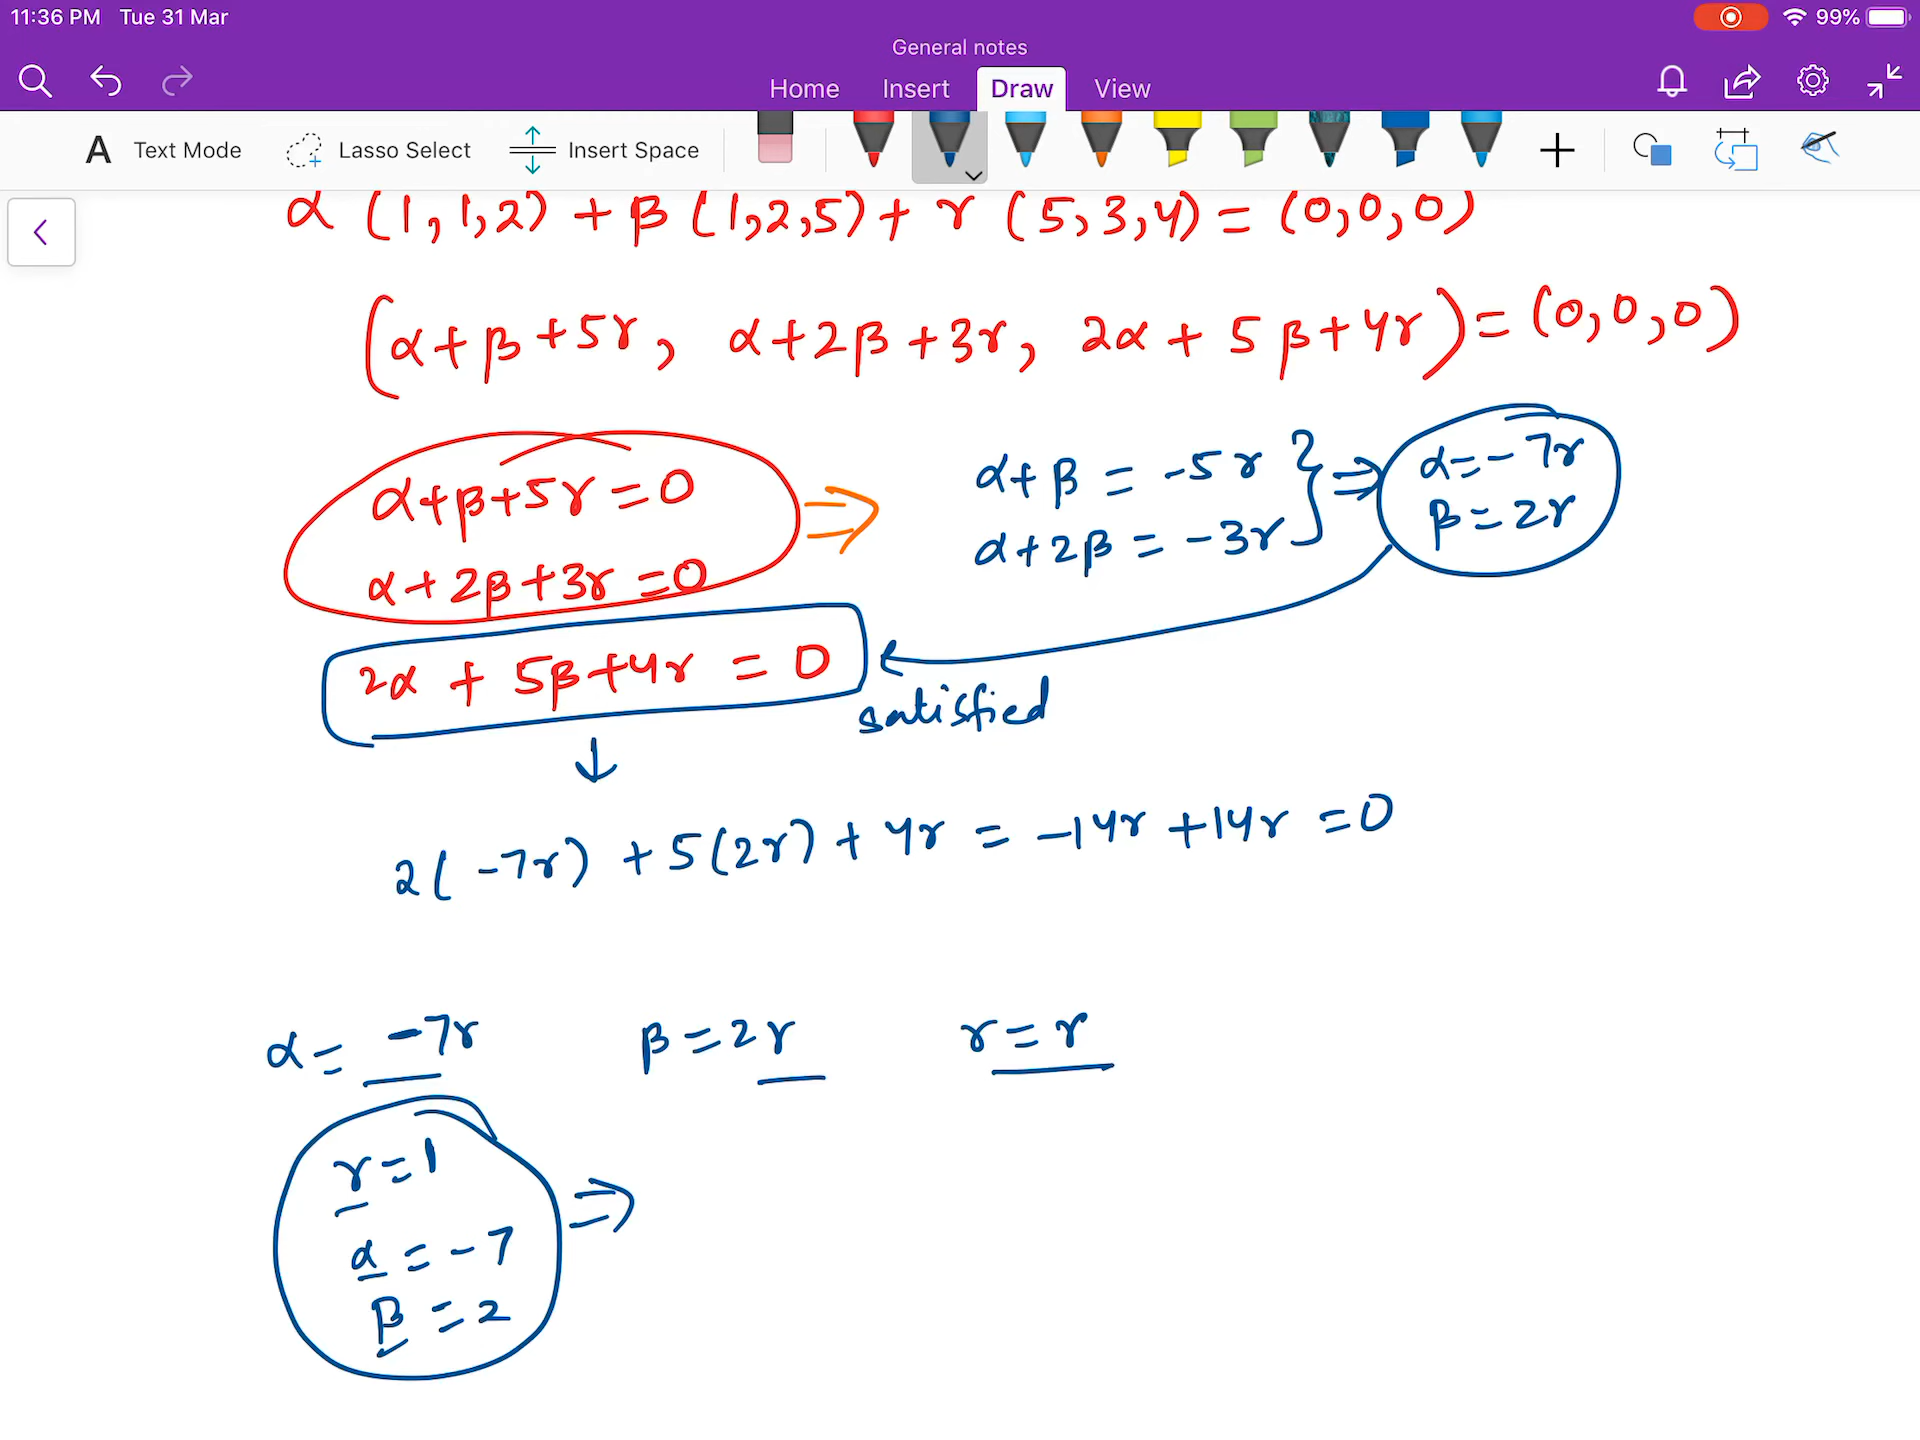 11:36 PM Tue 31 Mar 99%
General notes
Home Insert Draw View
A Text Mode Lasso Select Insert Space
α (1,1,2) + β (1,2,5) + γ (5,3,4) = (0,0,0)
(α+β+5γ, α+2β+3γ, 2α + 5β+4γ) = (0,0,0)
α+β+5γ=0 ⇒ α+β = -5γ } ⇒ α=-7γ
α+2β+3γ=0 α+2β = -3γ β=2γ
2α + 5β+4γ = 0
satisfied
↓
2(-7γ) +5(2γ) + 4γ = -14γ +14γ =0
α= -7γ β=2γ γ=γ
γ=1 ⇒
α = -7
β = 2